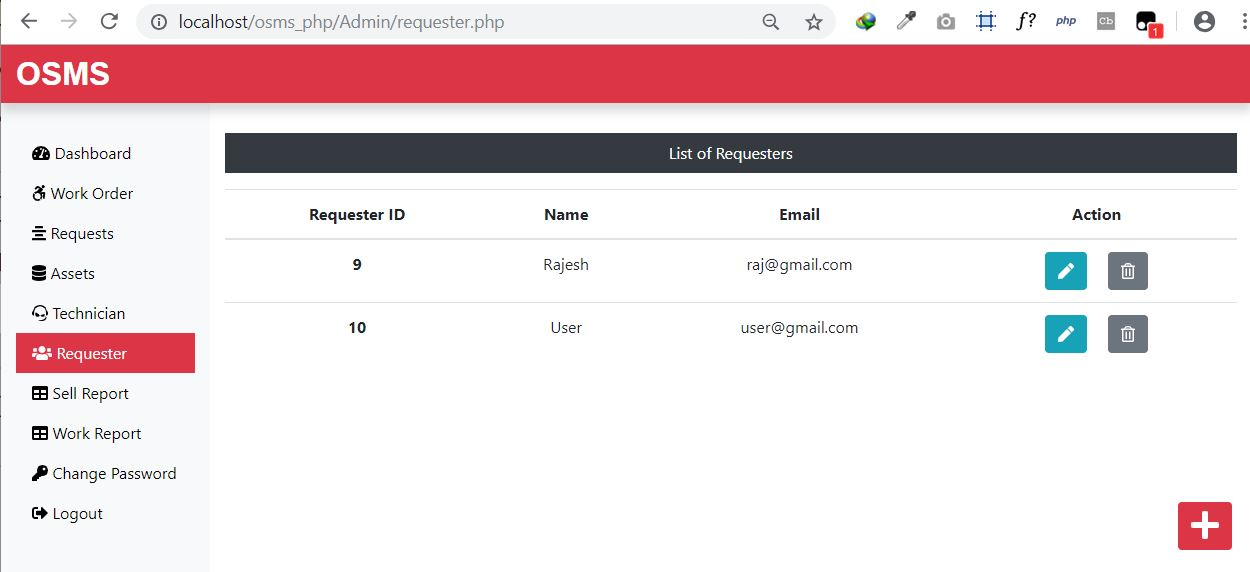 localhost/osms_php/Admin/requester.php
f?
php
cb
1
OSMS
Dashboard
Work Order
Requests
Assets
Technician
Requester
Sell Report
Work Report
Change Password
Logout
List of Requesters
Requester ID Name Email Action
9 Rajesh raj@gmail.com
10 User user@gmail.com